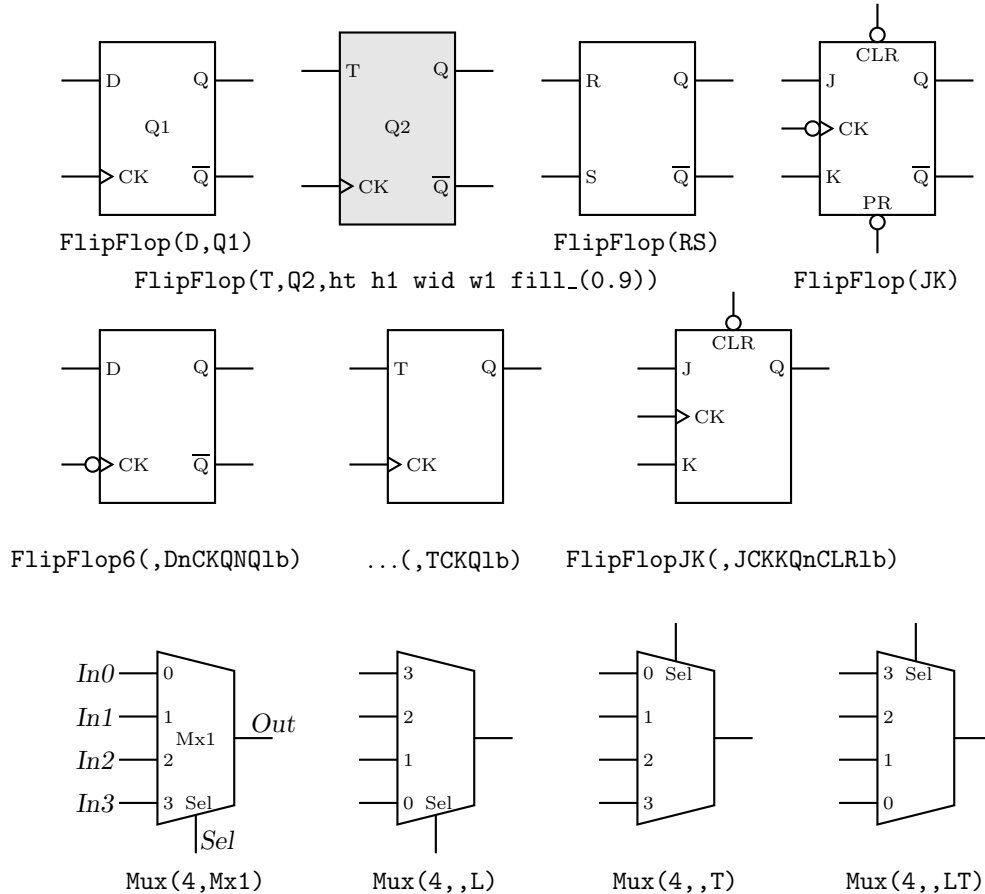 CLR
D Q T Q R Q J Q
Q1 Q2 CK
CK Q CK Q S Q K Q
PR
FlipFlop(D,Q1) FlipFlop(RS)
FlipFlop(T,Q2,ht h1 wid w1 fill_(0.9)) FlipFlop(JK)
CLR
D Q T Q J Q
CK
CK Q CK K
FlipFlop6(,DnCKQNQlb) ...(,TCKQlb) FlipFlopJK(,JCKKQnCLRlb)
In0 0 3 0 Sel 3 Sel
In1 1 2 1 2
Mx1 Out
In2 2 1 2 1
In3 3 Sel 0 Sel 3 0
Sel
Mux(4,Mx1) Mux(4,,L) Mux(4,,T) Mux(4,,LT)